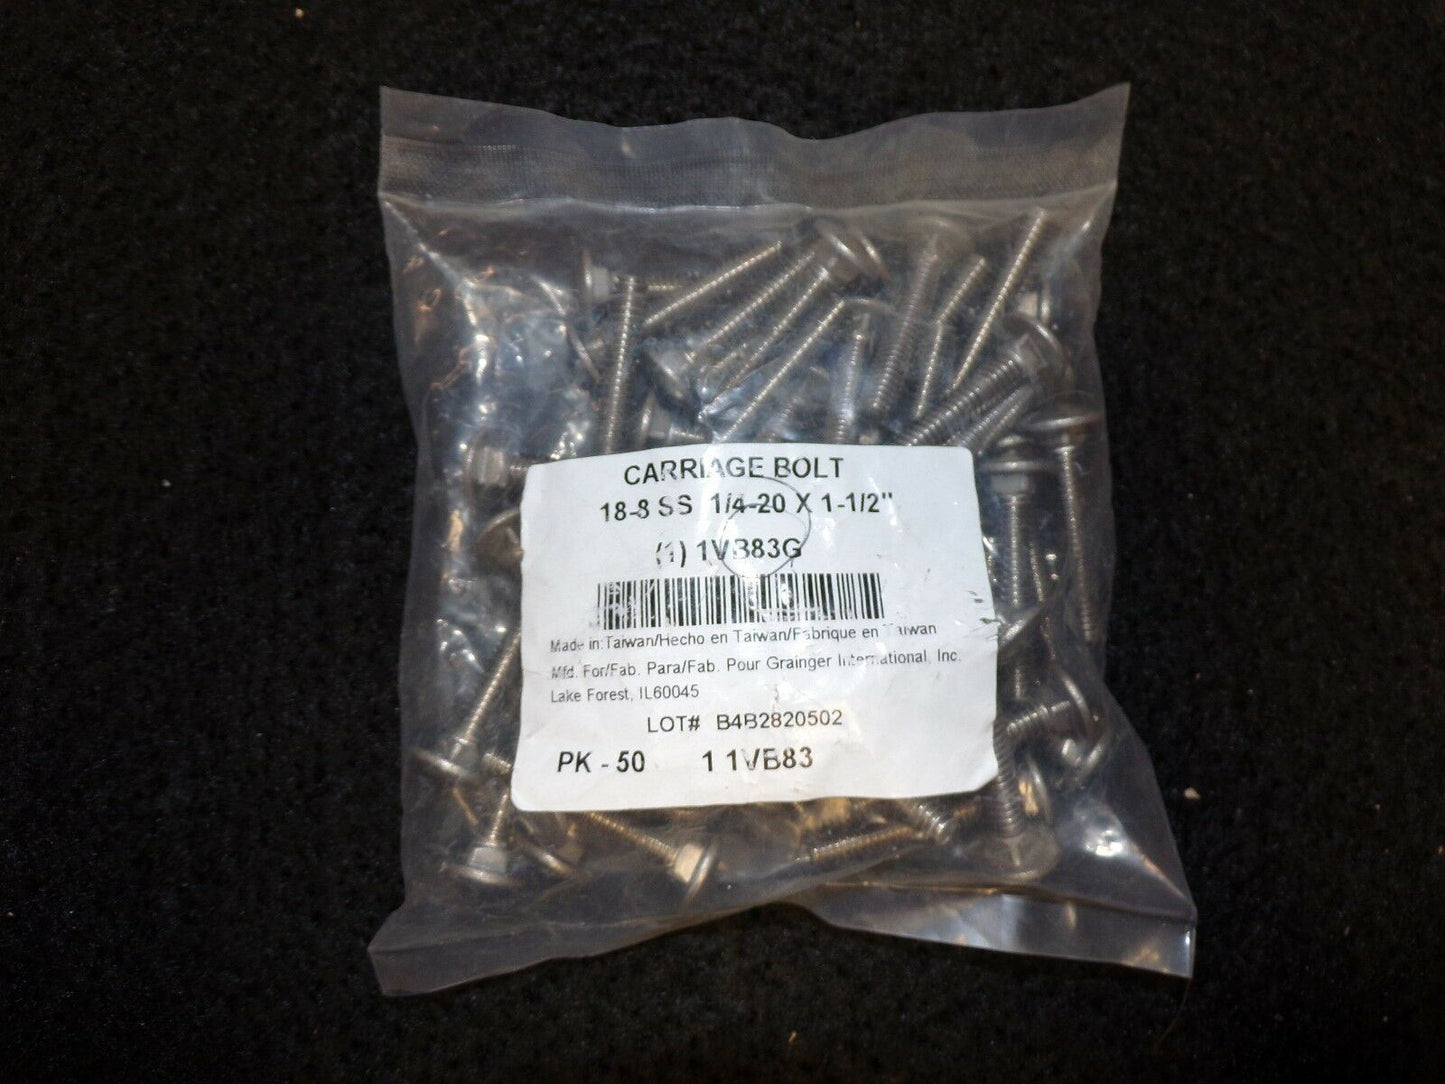 CARRIAGE BOLT
18-8 SS 1/4-20 X 1-1/2"
(1) 1VB83G
Made in:Taiwan/Hecho en Taiwan/Fabrique en Taiwan
Mfd. For/Fab. Para/Fab. Pour Grainger International, Inc.
Lake Forest, IL60045
LOT# B4B2820502
PK - 50 1 1VB83